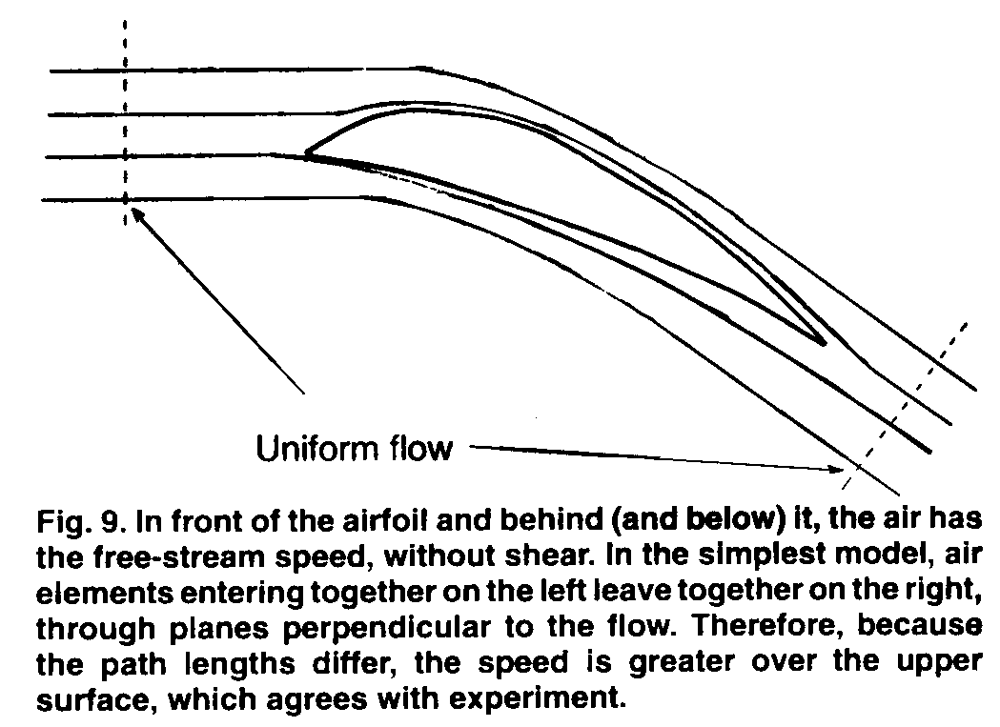 Uniform flow
Fig. 9. In front of the airfoil and behind (and below) it, the air has
the free-stream speed, without shear. In the simplest model, air
elements entering together on the left leave together on the right,
through planes perpendicular to the flow. Therefore, because
the path lengths differ, the speed is greater over the upper
surface, which agrees with experiment.